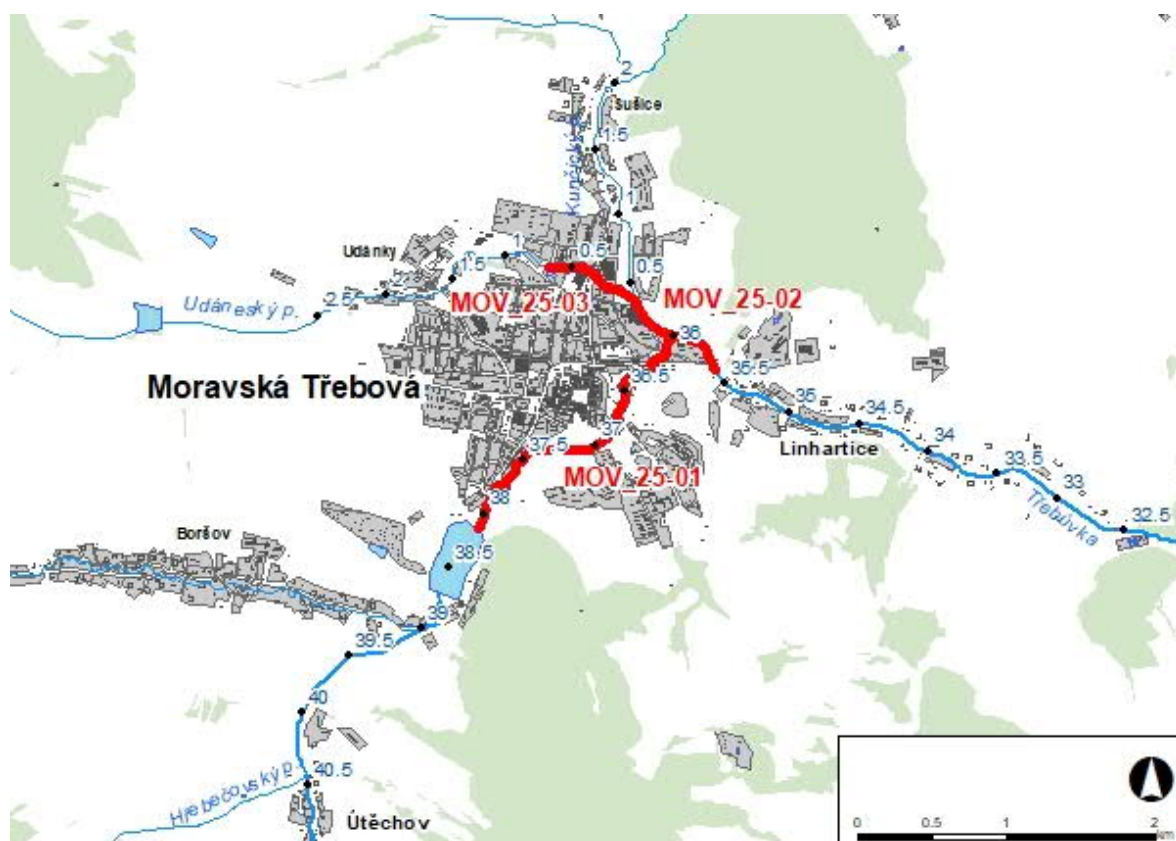 2
Sušice
1.5
Kunčický p.
1
Udánky
1
0.5
1.5
0.5
2
MOV_25-03
MOV_25-02
2.5
Udáneský p.
36
Moravská Třebová
36.5
35.5
35
34.5
37
Linhartice
34
37.5
MOV_25-01
33.5
33
38
Třebůvka
32.5
Boršov
38.5
39
39.5
40
40.5
Hřebečovský p.
Útěchov
0 0.5 1 2
km